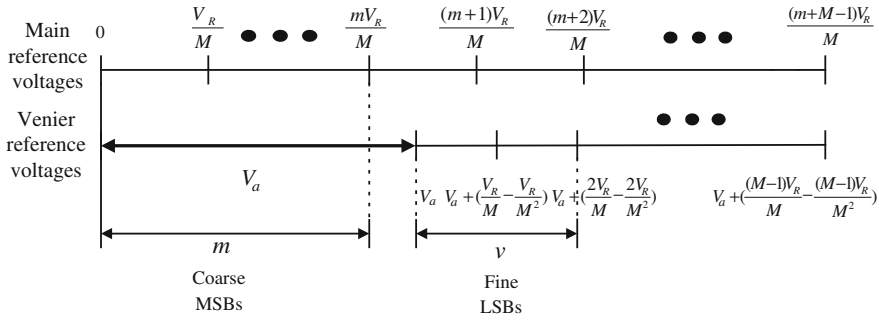 Main reference voltages
0
V_R/M
mV_R/M
(m+1)V_R/M
(m+2)V_R/M
(m+M−1)V_R/M
Venier reference voltages
V_a
V_a
V_a+(V_R/M−V_R/M²)
V_a+(2V_R/M−2V_R/M²)
V_a+((M−1)V_R/M−(M−1)V_R/M²)
m
v
Coarse MSBs
Fine LSBs